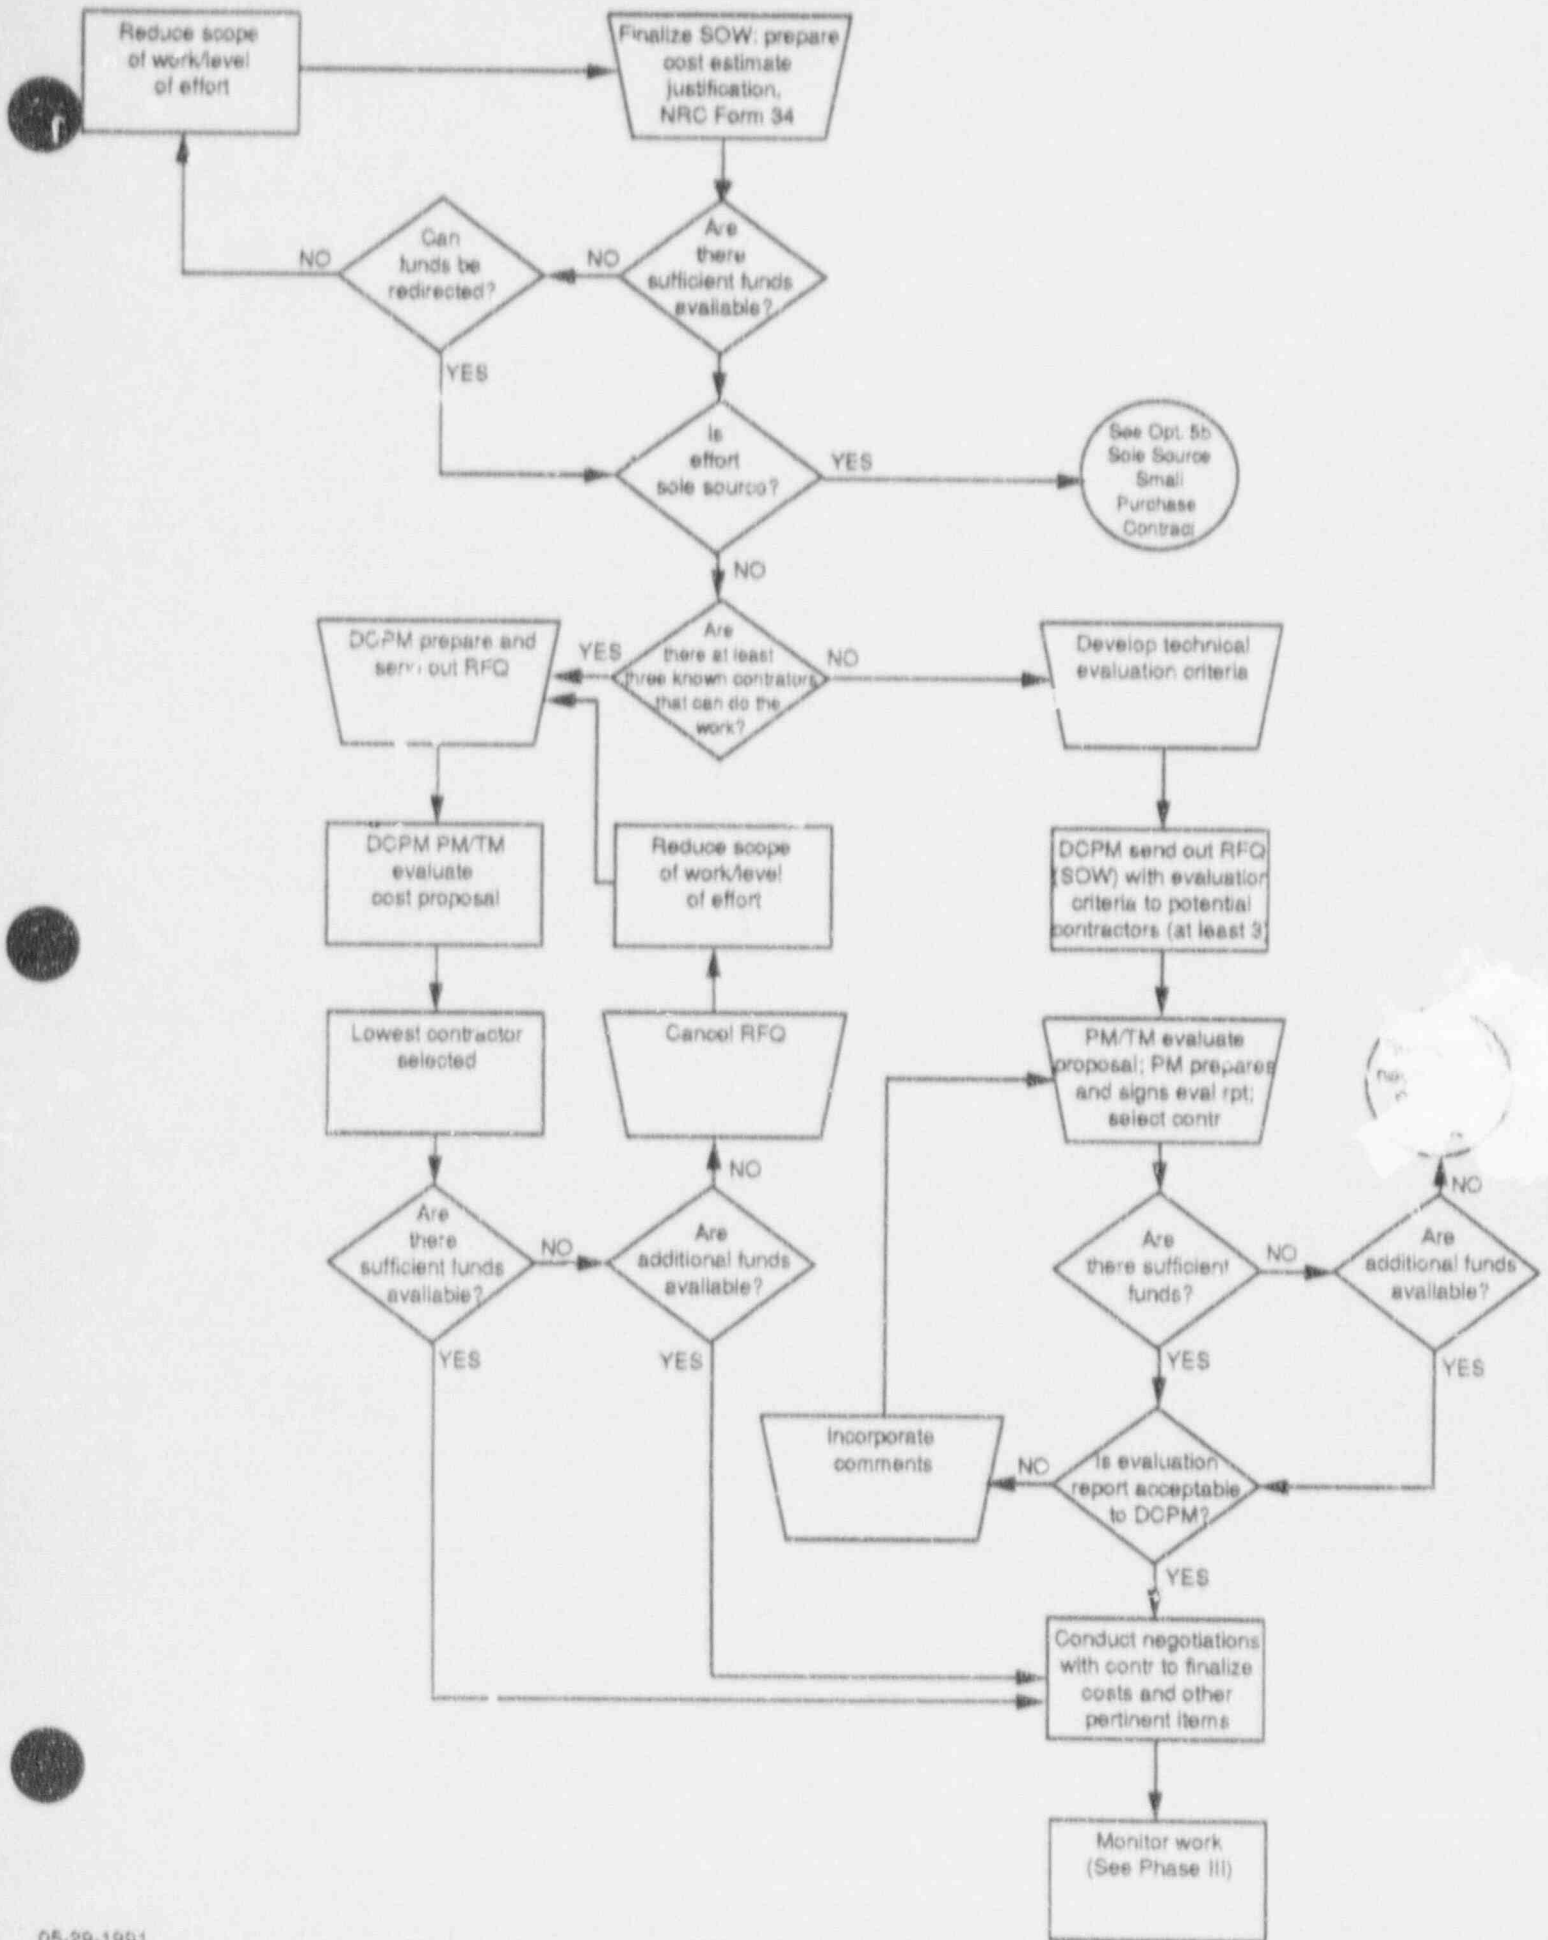 Reduce scope
of work/level
of effort
Finalize SOW; prepare
cost estimate
justification,
NRC Form 34
Can
funds be
redirected?
NO
NO
Are
there
sufficient funds
available?
YES
Is
effort
sole source?
YES
See Opt. 5b
Sole Source
Small
Purchase
Contract
NO
DCPM prepare and
out RFQ
YES
Are
there at least
three known contrators
that can do the
work?
NO
Develop technical
evaluation criteria
DCPM PM/TM
evaluate
cost proposal
Reduce scope
of work/level
of effort
DCPM send out RFQ
(SOW) with evaluation
criteria to potential
contractors (at least 3)
Lowest contractor
selected
Cancel RFQ
PM/TM evaluate
proposal; PM prepares
and signs eval rpt;
select contr
NO
NO
Are
there
sufficient funds
available?
NO
Are
additional funds
available?
Are
there sufficient
funds?
NO
Are
additional funds
available?
YES
YES
YES
YES
Incorporate
comments
NO
Is evaluation
report acceptable
to DCPM?
YES
Conduct negotiations
with contr to finalize
costs and other
pertinent items
Monitor work
(See Phase III)
05-29-1991